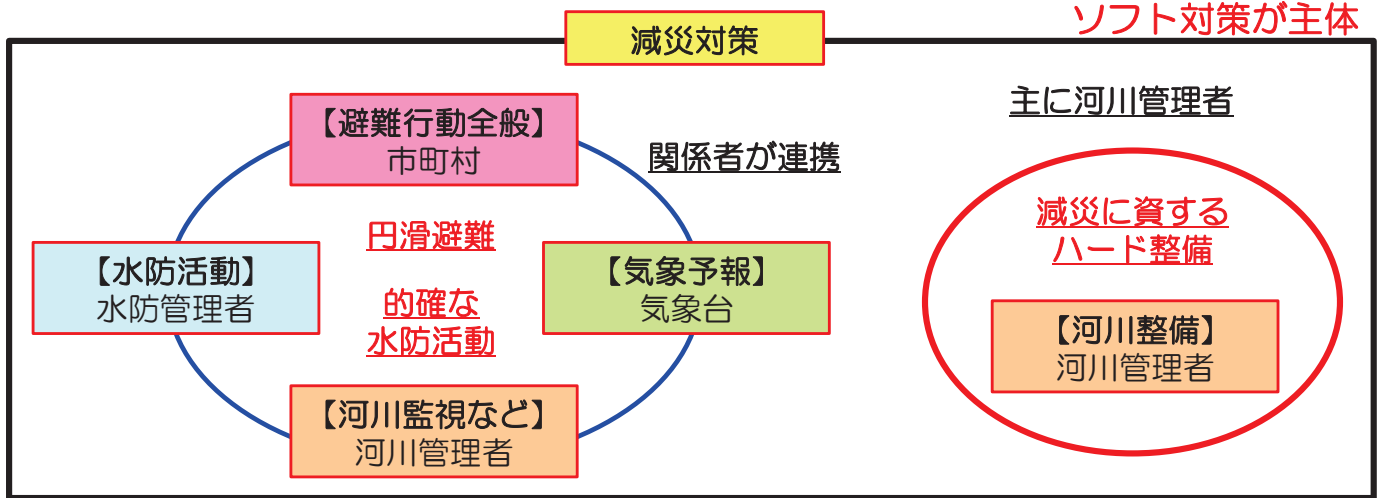 ソフト対策が主体
減災対策
主に河川管理者
【避難行動全般】
市町村
関係者が連携
円滑避難
【水防活動】
水防管理者
【気象予報】
気象台
的確な
水防活動
【河川監視など】
河川管理者
減災に資する
ハード整備
【河川整備】
河川管理者